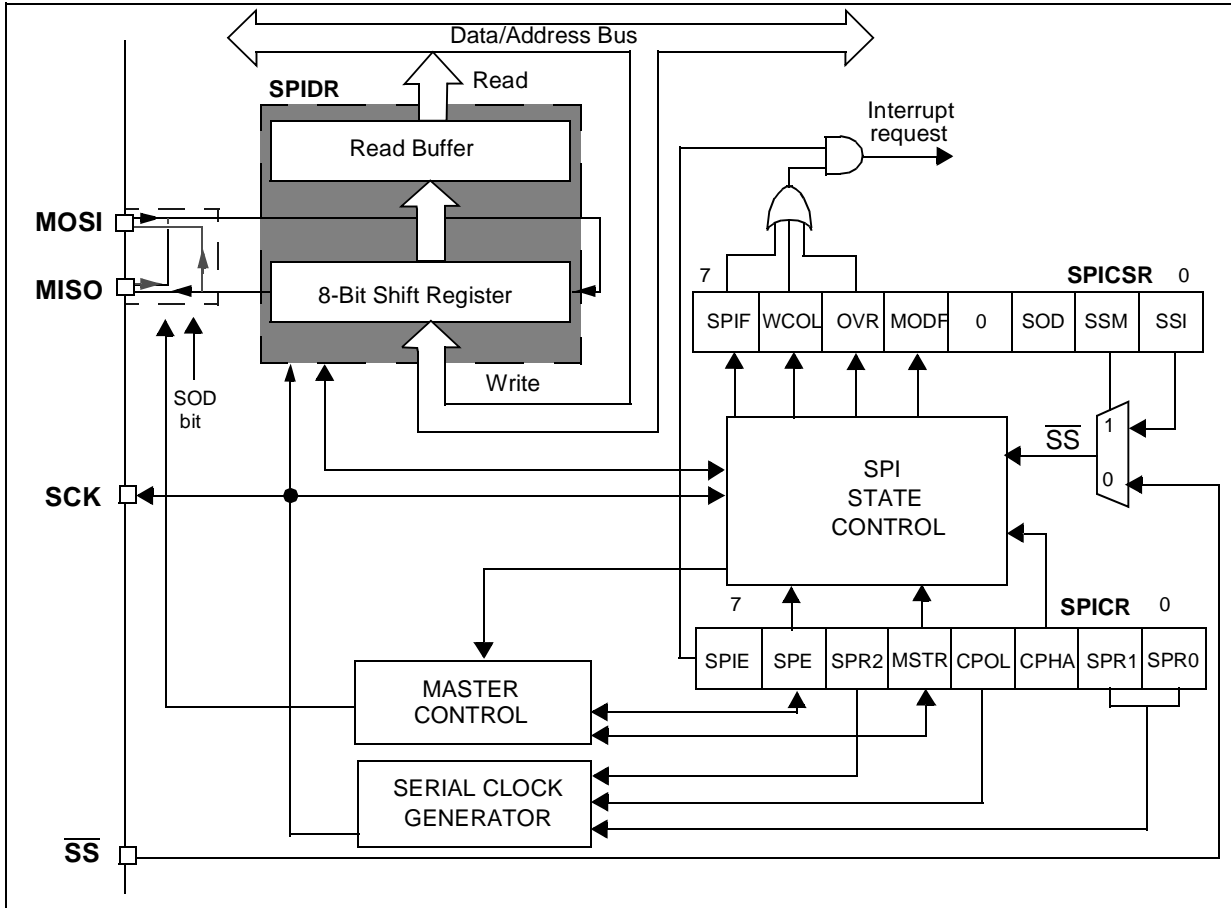 Data/Address Bus
SPIDR
Read
Read Buffer
Interrupt
request
MOSI
MISO
8-Bit Shift Register
7
SPICSR
0
SPIF WCOL OVR MODF 0 SOD SSM SSI
Write
SOD
bit
1
SS
0
SCK
SPI
STATE
CONTROL
7
SPICR
0
SPIE SPE SPR2 MSTR CPOL CPHA SPR1 SPR0
MASTER
CONTROL
SERIAL CLOCK
GENERATOR
SS